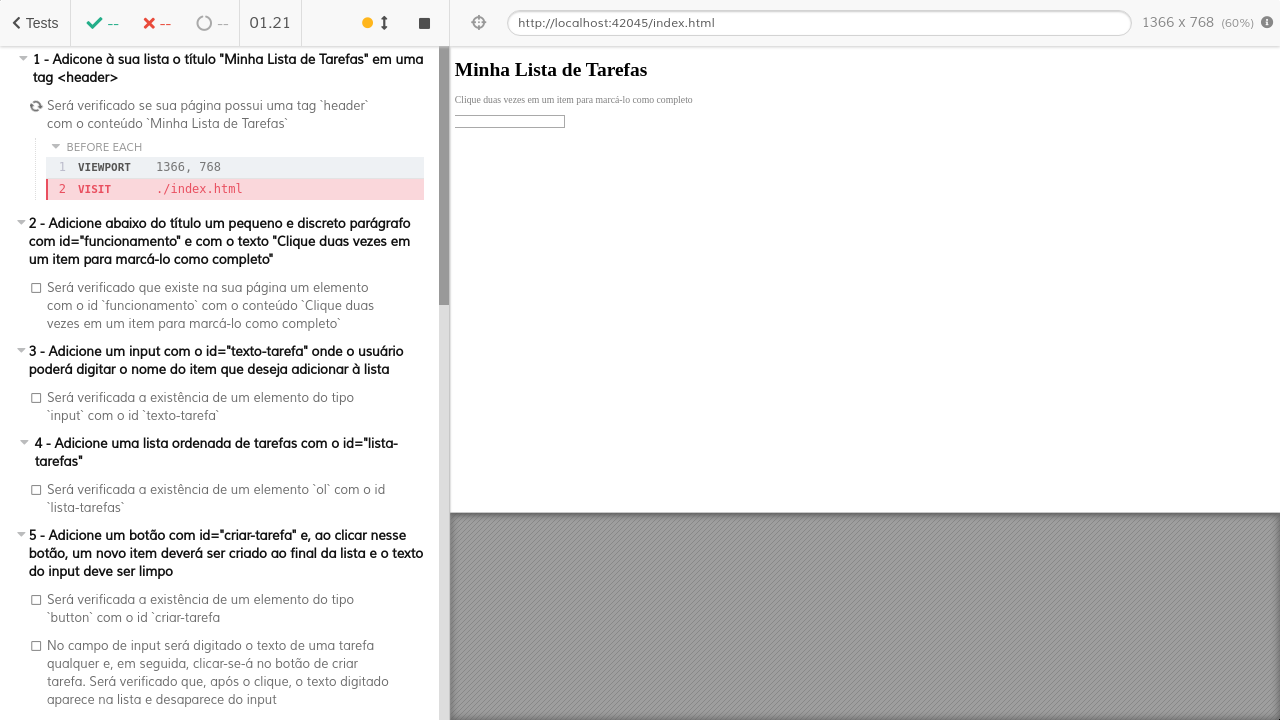 Tests
--
--
--
01.21
http://localhost:42045/index.html
1366 x 768 (60%)
1 - Adicone à sua lista o título "Minha Lista de Tarefas" em uma
tag <header>
Será verificado se sua página possui uma tag `header`
com o conteúdo `Minha Lista de Tarefas`
BEFORE EACH
1 VIEWPORT 1366, 768
2 VISIT ./index.html
2 - Adicione abaixo do título um pequeno e discreto parágrafo
com id="funcionamento" e com o texto "Clique duas vezes em
um item para marcá-lo como completo"
Será verificado que existe na sua página um elemento
com o id `funcionamento` com o conteúdo `Clique duas
vezes em um item para marcá-lo como completo`
3 - Adicione um input com o id="texto-tarefa" onde o usuário
poderá digitar o nome do item que deseja adicionar à lista
Será verificada a existência de um elemento do tipo
`input` com o id `texto-tarefa`
4 - Adicione uma lista ordenada de tarefas com o id="lista-
tarefas"
Será verificada a existência de um elemento `ol` com o id
`lista-tarefas`
5 - Adicione um botão com id="criar-tarefa" e, ao clicar nesse
botão, um novo item deverá ser criado ao final da lista e o texto
do input deve ser limpo
Será verificada a existência de um elemento do tipo
`button` com o id `criar-tarefa
No campo de input será digitado o texto de uma tarefa
qualquer e, em seguida, clicar-se-á no botão de criar
tarefa. Será verificado que, após o clique, o texto digitado
aparece na lista e desaparece do input
Minha Lista de Tarefas
Clique duas vezes em um item para marcá-lo como completo